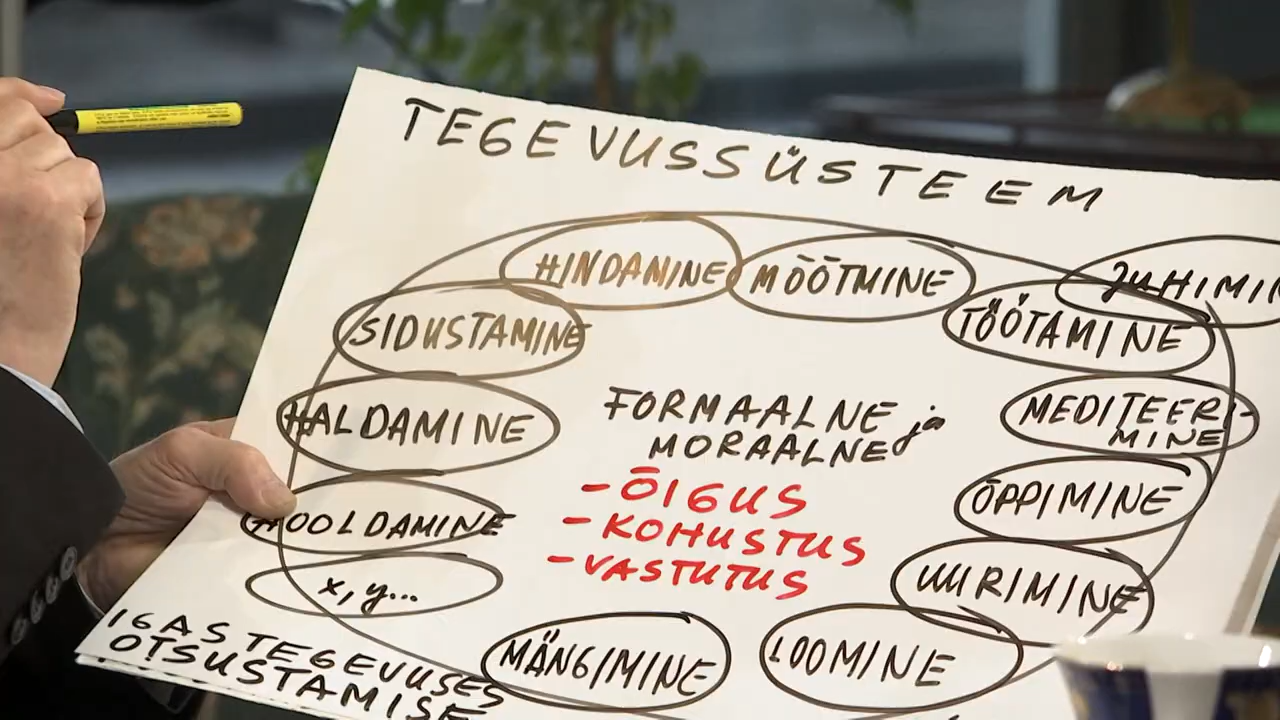 TEGEVUSSÜSTEEM
HINDAMINE
MÕÕTMINE
JUHIMIN
SIDUSTAMINE
TÖÖTAMINE
HALDAMINE
FORMAALNE ja
MORAALNE
MEDITEERI-
MINE
- ÕIGUS
- KOHUSTUS
- VASTUTUS
ÕPPIMINE
HOOLDAMINE
UURIMINE
x, y...
MÄNGIMINE
LOOMINE
IGAS TEGEVUSES
OTSUSTAMISE